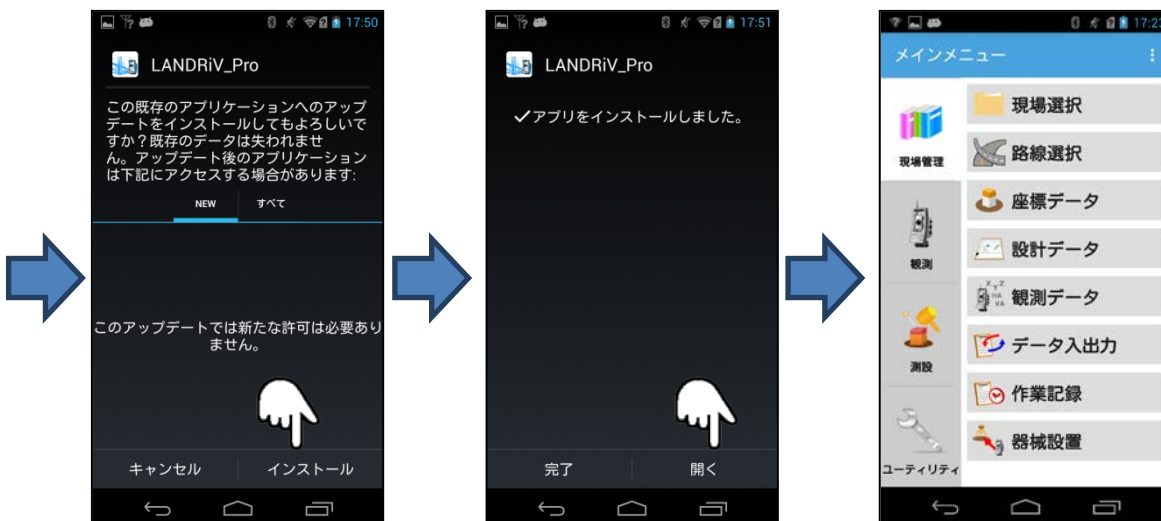 17:50
LANDRiV_Pro
この既存のアプリケーションへのアップ
デートをインストールしてもよろしいで
すか?既存のデータは失われませ
ん。アップデート後のアプリケーション
は下記にアクセスする場合があります:
NEW すべて
このアップデートでは新たな許可は必要あり
ません。
キャンセル インストール
17:51
LANDRiV_Pro
✓アプリをインストールしました。
完了 開く
17:23
メインメニュー
現場管理
観測
測設
ユーティリティ
現場選択
路線選択
座標データ
設計データ
X Y Z
HA
VA
観測データ
データ入出力
作業記録
器械設置